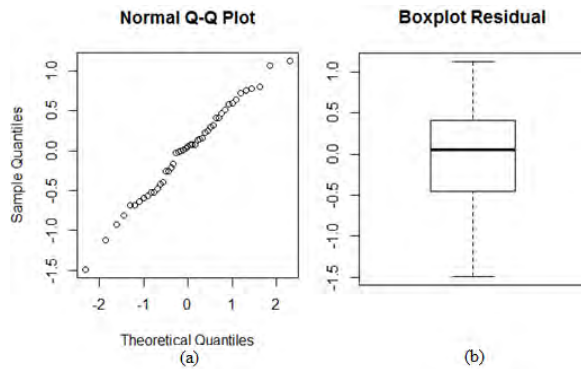 Normal Q-Q Plot
Sample Quantiles
1.0
0.5
0.0
-0.5
-1.0
-1.5
-2 -1 0 1 2
Theoretical Quantiles
(a)
Boxplot Residual
1.0
0.5
0.0
-0.5
-1.0
-1.5
(b)